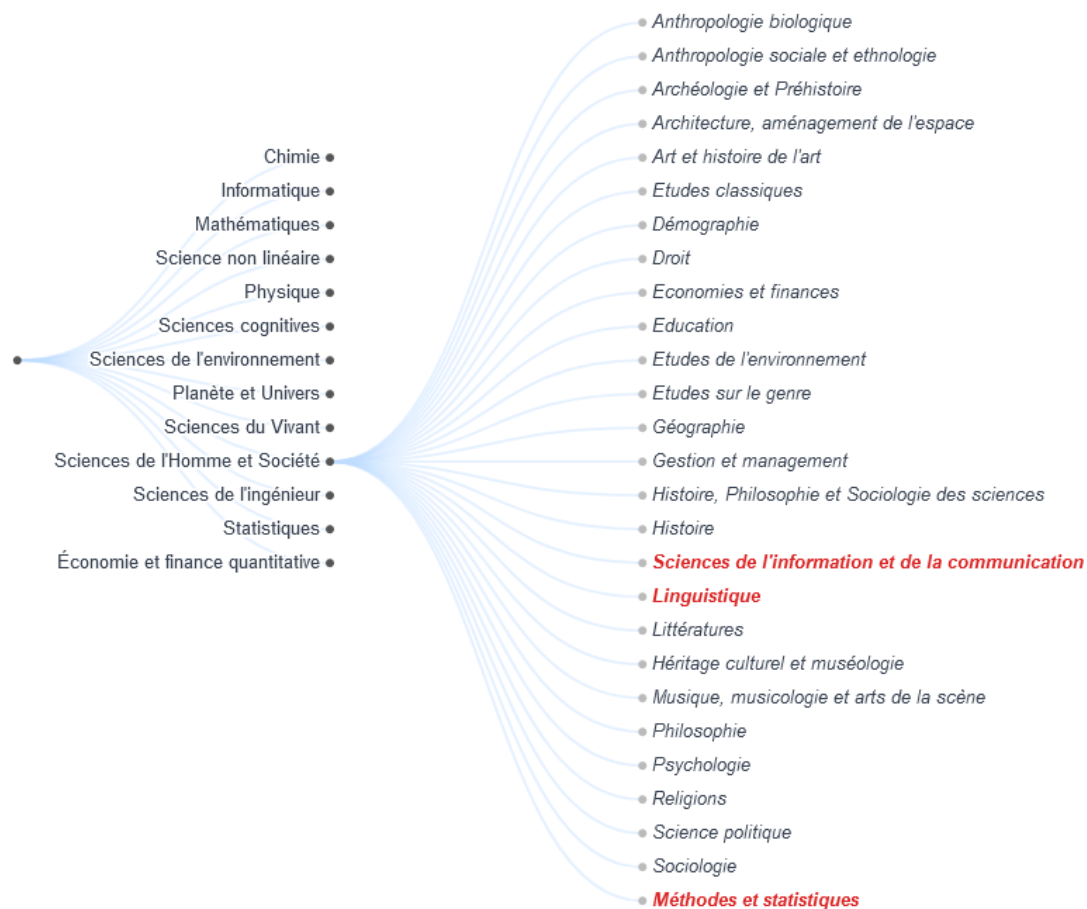 Chimie
Informatique
Mathématiques
Science non linéaire
Physique
Sciences cognitives
Sciences de l'environnement
Planète et Univers
Sciences du Vivant
Sciences de l'Homme et Société
Sciences de l'ingénieur
Statistiques
Économie et finance quantitative
Anthropologie biologique
Anthropologie sociale et ethnologie
Archéologie et Préhistoire
Architecture, aménagement de l'espace
Art et histoire de l'art
Etudes classiques
Démographie
Droit
Economies et finances
Education
Etudes de l'environnement
Etudes sur le genre
Géographie
Gestion et management
Histoire, Philosophie et Sociologie des sciences
Histoire
Sciences de l'information et de la communication
Linguistique
Littératures
Héritage culturel et muséologie
Musique, musicologie et arts de la scène
Philosophie
Psychologie
Religions
Science politique
Sociologie
Méthodes et statistiques